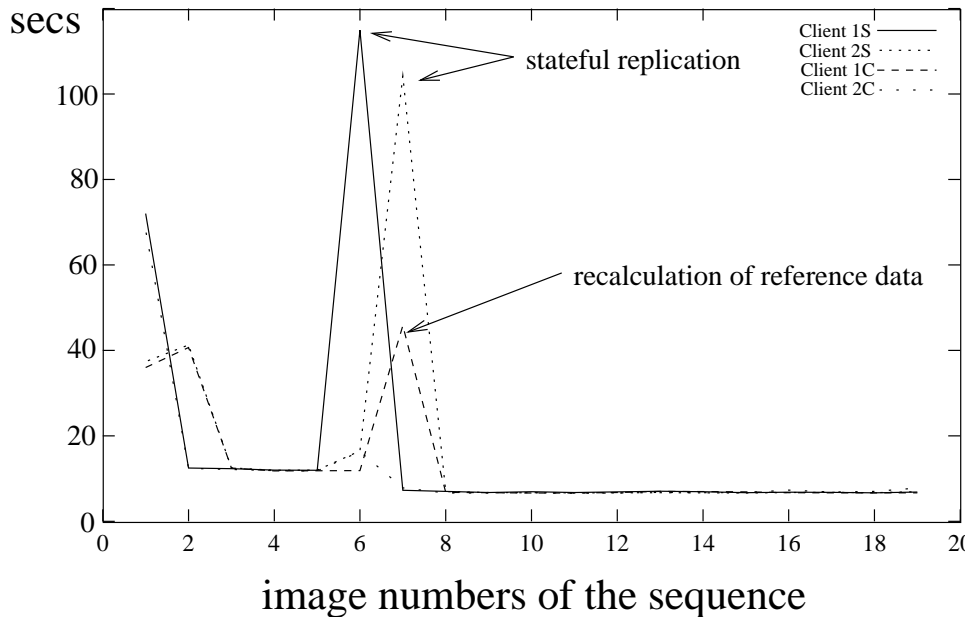 secs
Client 1S
Client 2S
Client 1C
Client 2C
stateful replication
recalculation of reference data
100
80
60
40
20
0
0 2 4 6 8 10 12 14 16 18 20
image numbers of the sequence